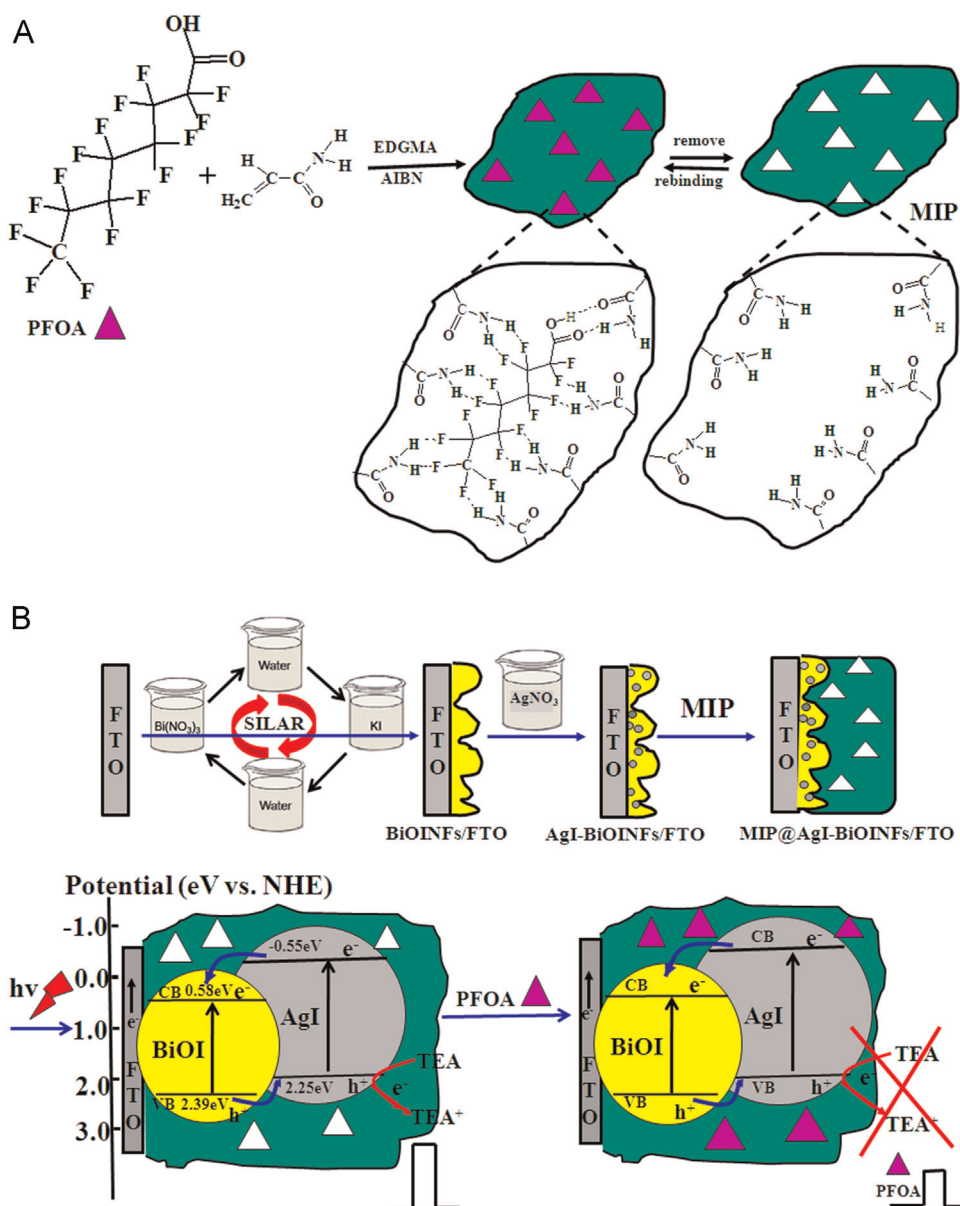 A
OH
O
F F F F F F F F F F F F F F
C
F F F
PFOA
+
H
H
N
H
H₂C
C
O
EDGMA
AIBN
remove
rebinding
MIP
O C N H H
O H O
C N H H
O
F F F F F F F F F F F F
C
F F F
H N C O
H
B
FTO
Bi(NO₃)₃
Water
SILAR
KI
Water
FTO
BiOINFs/FTO
AgNO₃
FTO
AgI-BiOINFs/FTO
MIP
FTO
MIP@AgI-BiOINFs/FTO
Potential (eV vs. NHE)
-1.0
0.0
1.0
2.0
3.0
hν
e⁻
FTO
-0.55eV e⁻
CB 0.58eV e⁻
AgI
BiOI
2.25eV h⁺
VB 2.39eV
h⁺
TEA
e⁻
TEA⁺
PFOA
e⁻
FTO
CB e⁻
CB e⁻
AgI
BiOI
VB h⁺
VB h⁺
TEA
e⁻
TEA⁺
PFOA